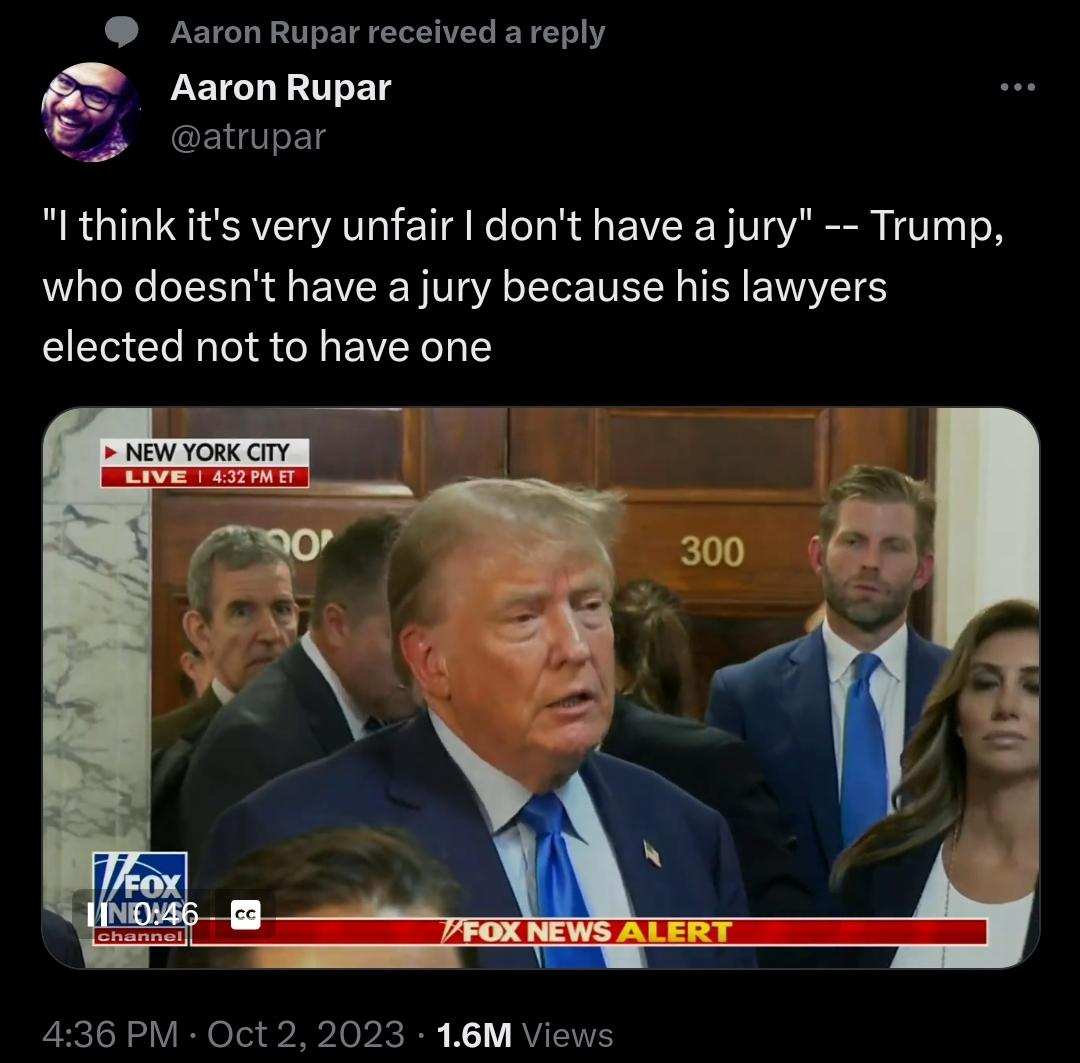 Aaron Rupar received a reply
Aaron Rupar
@atrupar
"I think it's very unfair I don't have a jury" -- Trump,
who doesn't have a jury because his lawyers
elected not to have one
NEW YORK CITY
LIVE | 4:32 PM ET
300
FOX
NEWS
channel
0:46
CC
FOX NEWS ALERT
4:36 PM · Oct 2, 2023 · 1.6M Views